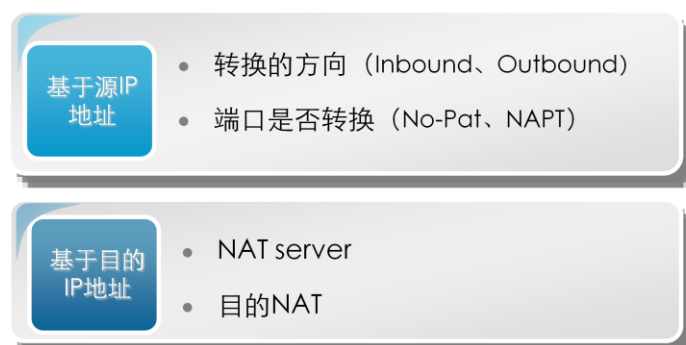 基于源IP
地址
• 转换的方向（Inbound、Outbound）
• 端口是否转换（No-Pat、NAPT）
基于目的
IP地址
• NAT server
• 目的NAT